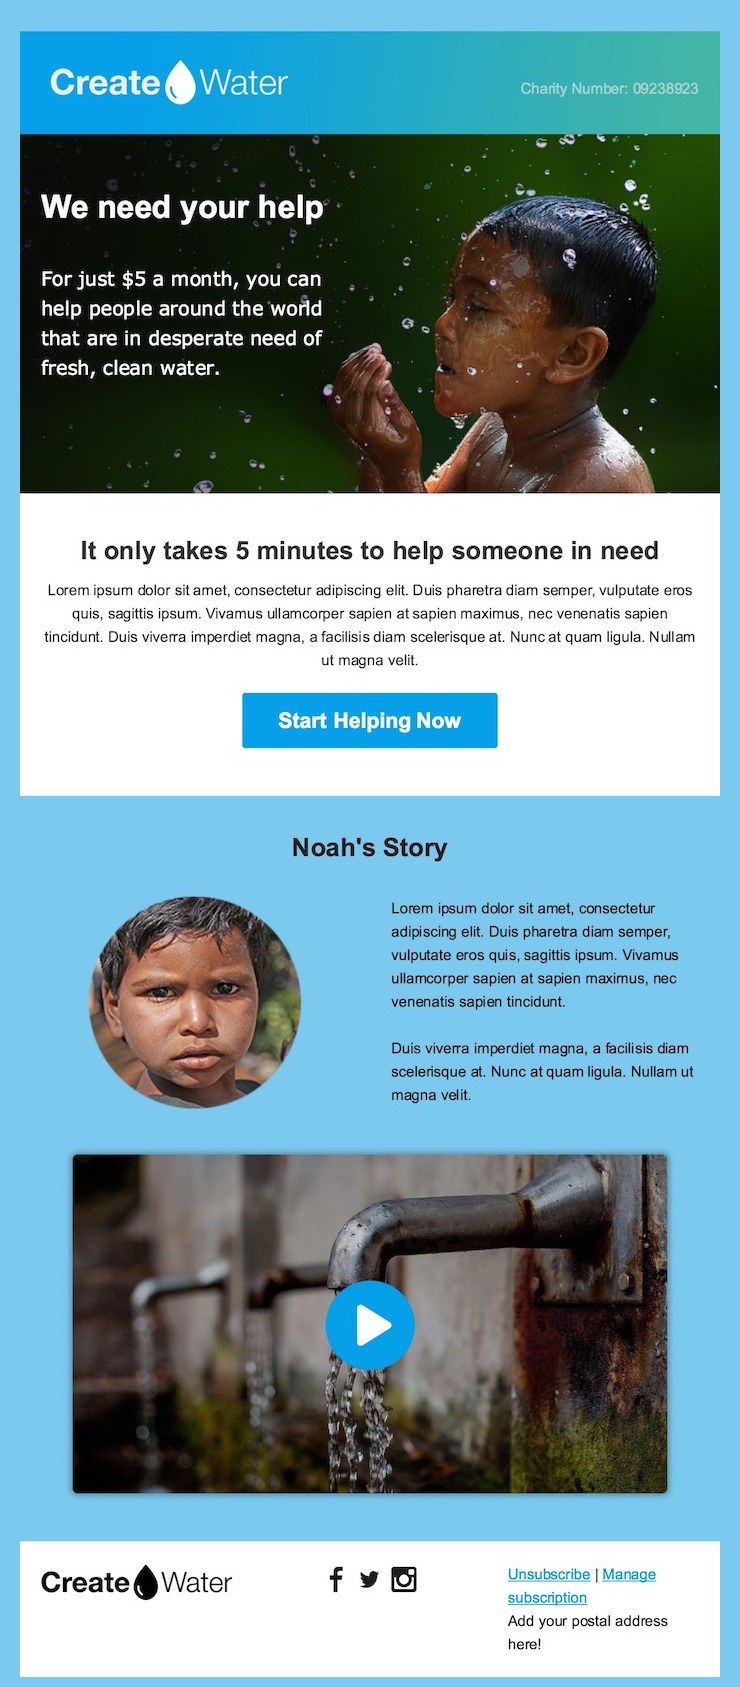 Create Water
Charity Number: 09238923
We need your help
For just $5 a month, you can
help people around the world
that are in desperate need of
fresh, clean water.
It only takes 5 minutes to help someone in need
Lorem ipsum dolor sit amet, consectetur adipiscing elit. Duis pharetra diam semper, vulputate eros
quis, sagittis ipsum. Vivamus ullamcorper sapien at sapien maximus, nec venenatis sapien
tincidunt. Duis viverra imperdiet magna, a facilisis diam scelerisque at. Nunc at quam ligula. Nullam
ut magna velit.
Start Helping Now
Noah's Story
Lorem ipsum dolor sit amet, consectetur
adipiscing elit. Duis pharetra diam semper,
vulputate eros quis, sagittis ipsum. Vivamus
ullamcorper sapien at sapien maximus, nec
venenatis sapien tincidunt.
Duis viverra imperdiet magna, a facilisis diam
scelerisque at. Nunc at quam ligula. Nullam ut
magna velit.
Create Water
Unsubscribe | Manage
subscription
Add your postal address
here!